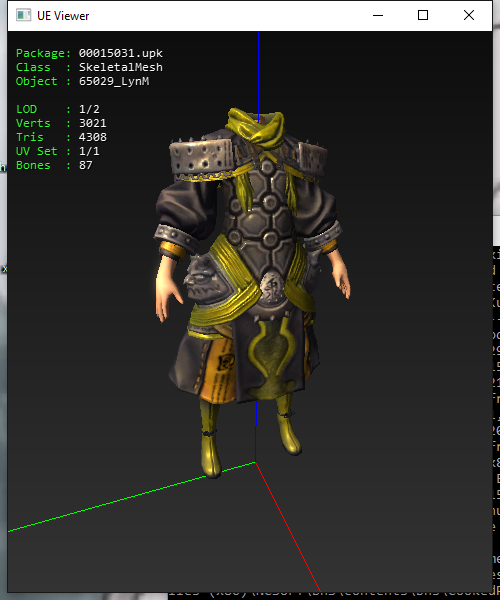 UE Viewer
Package: 00015031.upk
Class : SkeletalMesh
Object : 65029_LynM
LOD : 1/2
Verts : 3021
Tris : 4308
UV Set : 1/1
Bones : 87